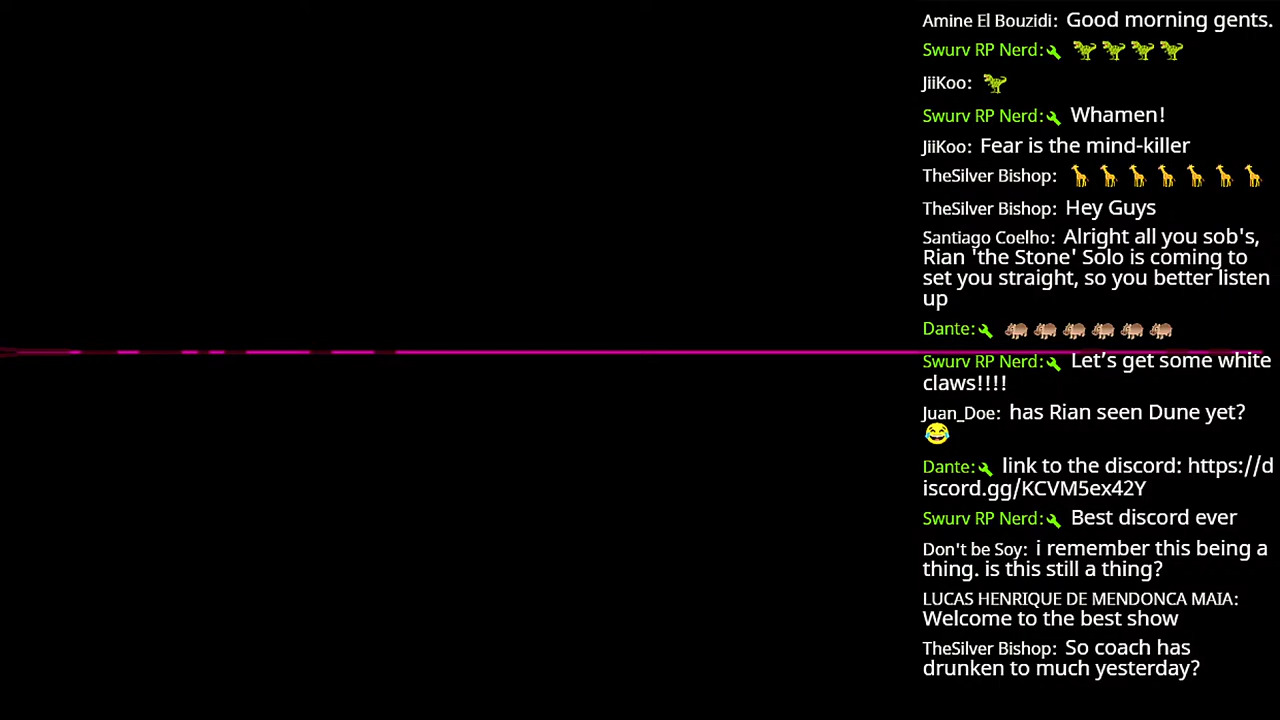 Amine El Bouzidi: Good morning gents.
Swurv RP Nerd: 🦖🦖🦖🦖
JiiKoo: 🦖
Swurv RP Nerd: Whamen!
JiiKoo: Fear is the mind-killer
TheSilver Bishop: 🦒🦒🦒🦒🦒🦒🦒
TheSilver Bishop: Hey Guys
Santiago Coelho: Alright all you sob's,
Rian 'the Stone' Solo is coming to
set you straight, so you better listen
up
Dante: 🦛🦛🦛🦛🦛🦛
Swurv RP Nerd: Let’s get some white
claws!!!!
Juan_Doe: has Rian seen Dune yet?
😂
Dante: link to the discord: https://d
iscord.gg/KCVM5ex42Y
Swurv RP Nerd: Best discord ever
Don't be Soy: i remember this being a
thing. is this still a thing?
LUCAS HENRIQUE DE MENDONCA MAIA:
Welcome to the best show
TheSilver Bishop: So coach has
drunken to much yesterday?